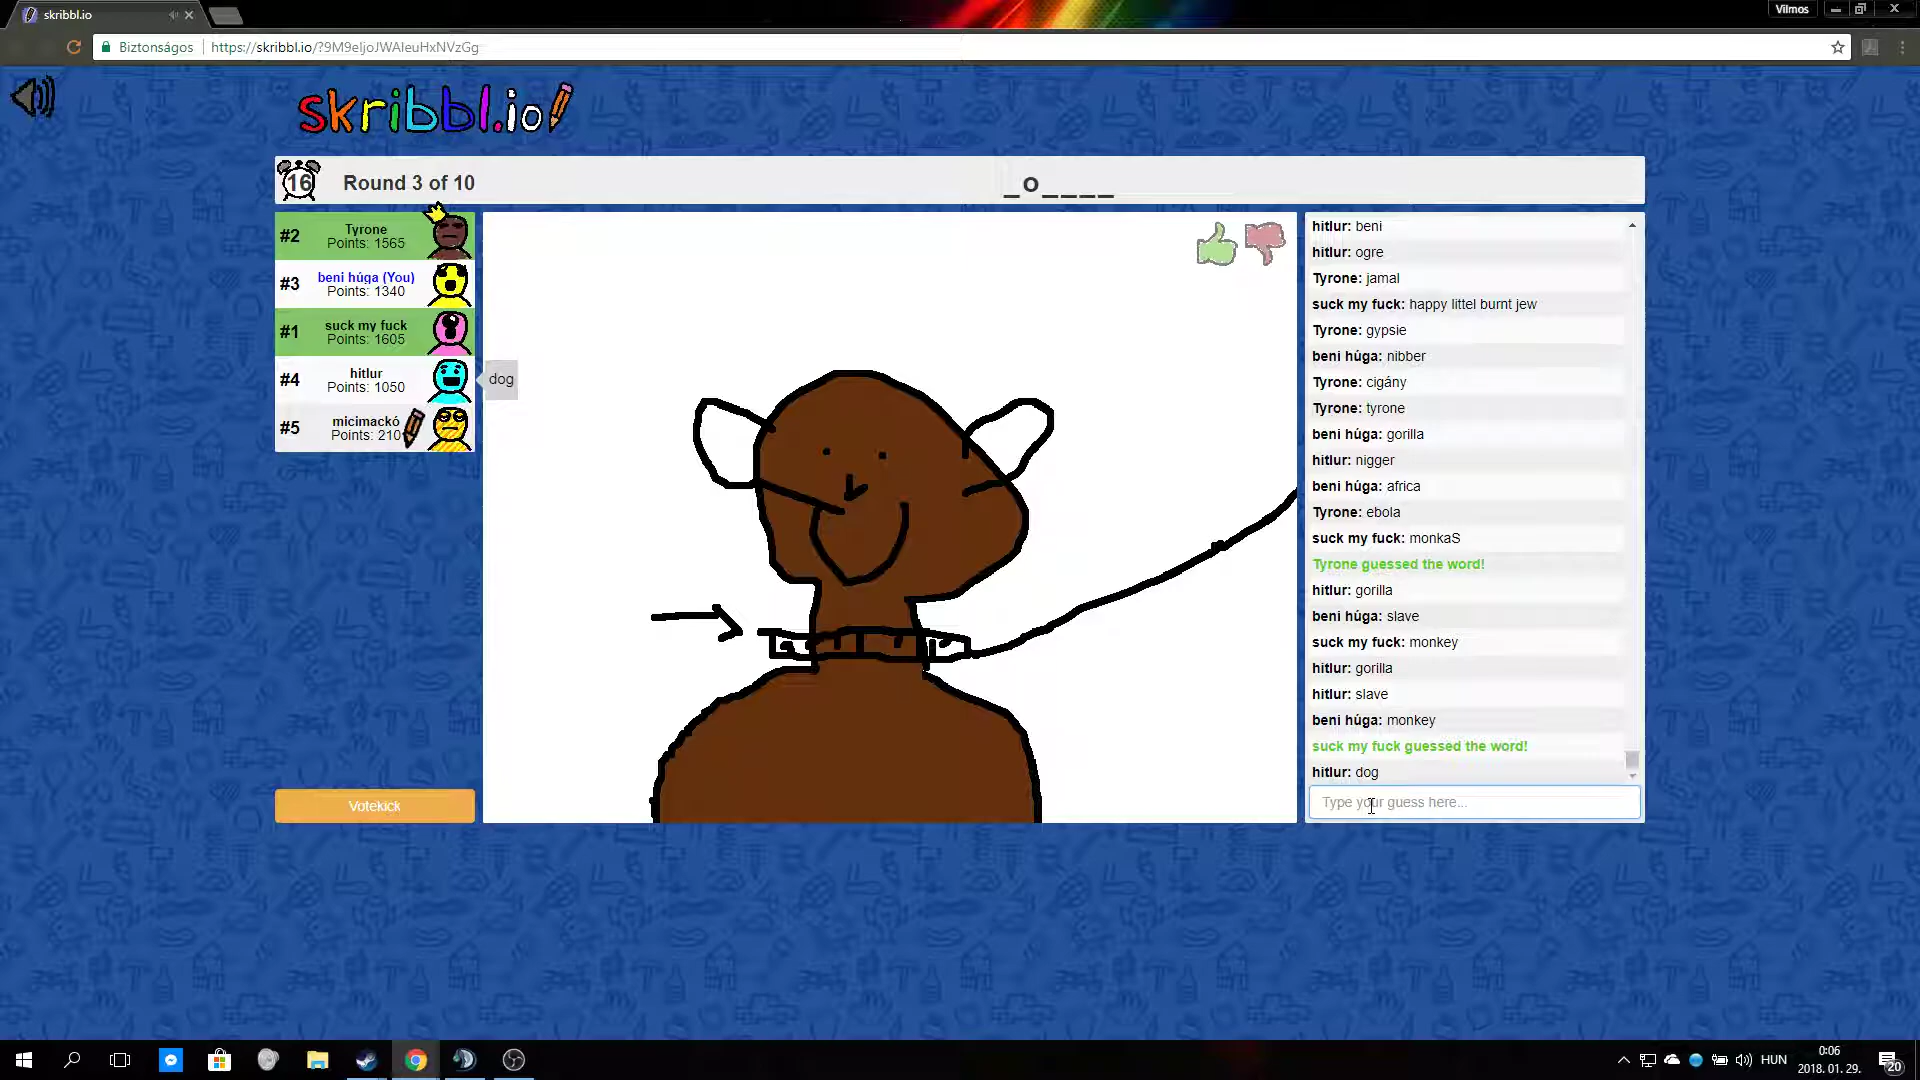 skribbl.io
Vilmos
Biztonságos
https://skribbl.io/?9M9eIjoJWAIeuHxNVzGg
skribbl.io
16
Round 3 of 10
_o____
#2
Tyrone
Points: 1565
#3
beni húga (You)
Points: 1340
#1
suck my fuck
Points: 1605
#4
hitlur
Points: 1050
dog
#5
micimackó
Points: 210
Votekick
hitlur: beni
hitlur: ogre
Tyrone: jamal
suck my fuck: happy littel burnt jew
Tyrone: gypsie
beni húga: nibber
Tyrone: cigány
Tyrone: tyrone
beni húga: gorilla
hitlur: nigger
beni húga: africa
Tyrone: ebola
suck my fuck: monkaS
Tyrone guessed the word!
hitlur: gorilla
beni húga: slave
suck my fuck: monkey
hitlur: gorilla
hitlur: slave
beni húga: monkey
suck my fuck guessed the word!
hitlur: dog
Type your guess here...
HUN
0:06
2018. 01. 29.
20